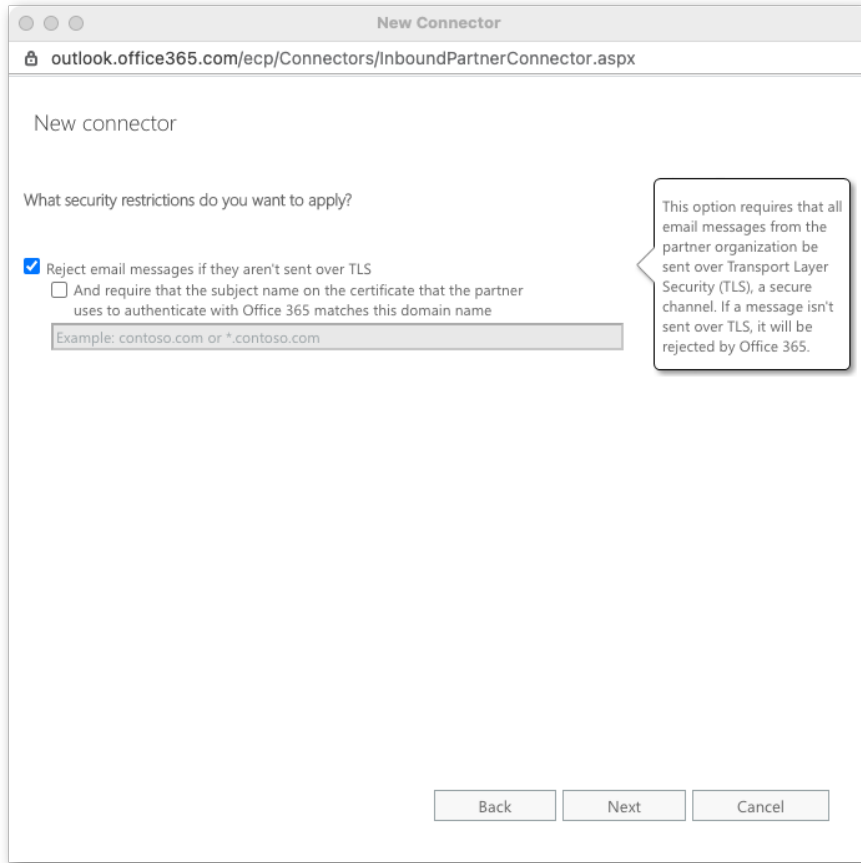 New Connector
outlook.office365.com/ecp/Connectors/InboundPartnerConnector.aspx
New connector
What security restrictions do you want to apply?
Reject email messages if they aren't sent over TLS
And require that the subject name on the certificate that the partner
uses to authenticate with Office 365 matches this domain name
Example: contoso.com or *.contoso.com
This option requires that all
email messages from the
partner organization be
sent over Transport Layer
Security (TLS), a secure
channel. If a message isn't
sent over TLS, it will be
rejected by Office 365.
Back
Next
Cancel